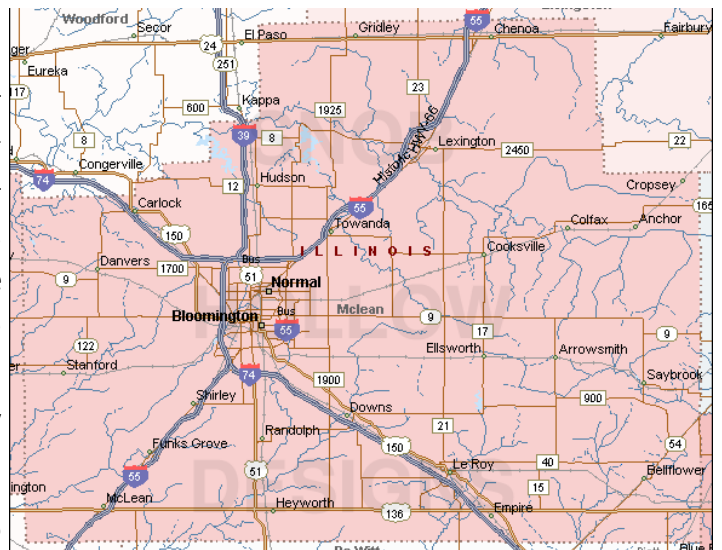 Woodford
Secor
Gridley
55
Chenoa
Fairbury
24
El Paso
Eureka
251
117
600
Kappa
1925
23
8
39
8
SNOB
Historic HWY 66
Lexington
2450
22
Congerville
74
12
Hudson
Cropsey
Carlock
55
165
150
Towanda
Colfax
Anchor
ILLINOIS
Bus
Cooksville
Danvers
1700
51
9
Normal
HOLLOW
Mclean
Bloomington
Bus
9
55
17
9
122
Ellsworth
Arrowsmith
Stanford
74
1900
Saybrook
Shirley
900
Downs
Randolph
21
150
54
Funks Grove
51
Le Roy
40
55
DESIGNS
15
Bellflower
McLean
Heyworth
136
Empire